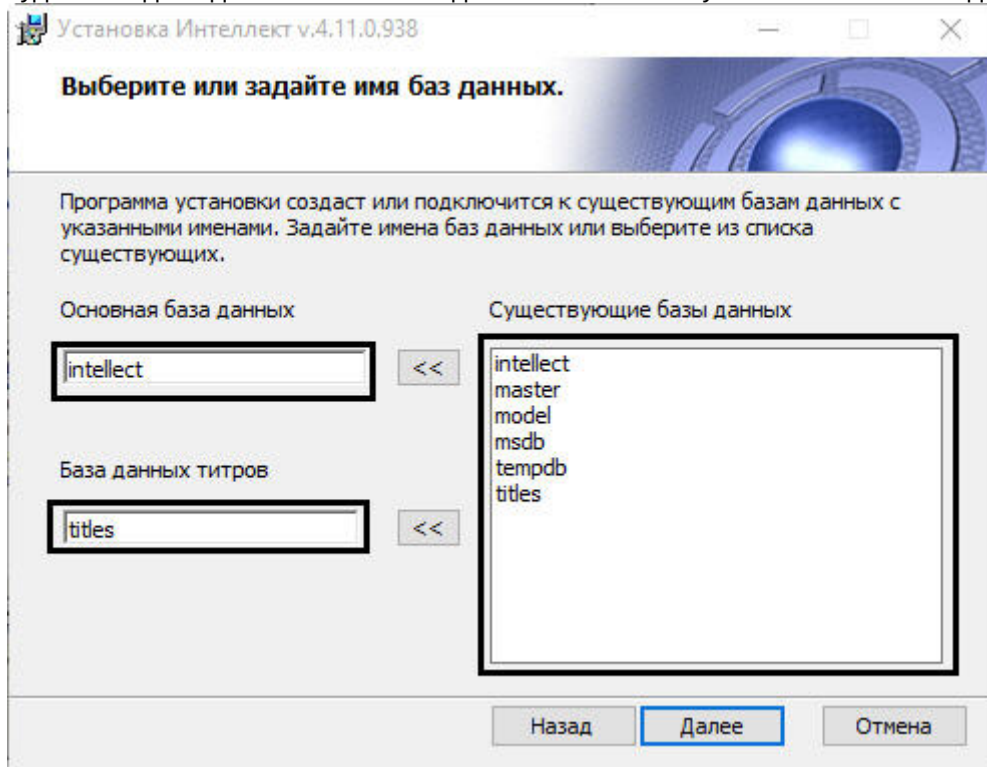 Установка Интеллект v.4.11.0.938
Выберите или задайте имя баз данных.
Программа установки создаст или подключится к существующим базам данных с
указанными именами. Задайте имена баз данных или выберите из списка
существующих.
Основная база данных
intellect
<<
База данных титров
titles
<<
Существующие базы данных
intellect
master
model
msdb
tempdb
titles
Назад
Далее
Отмена